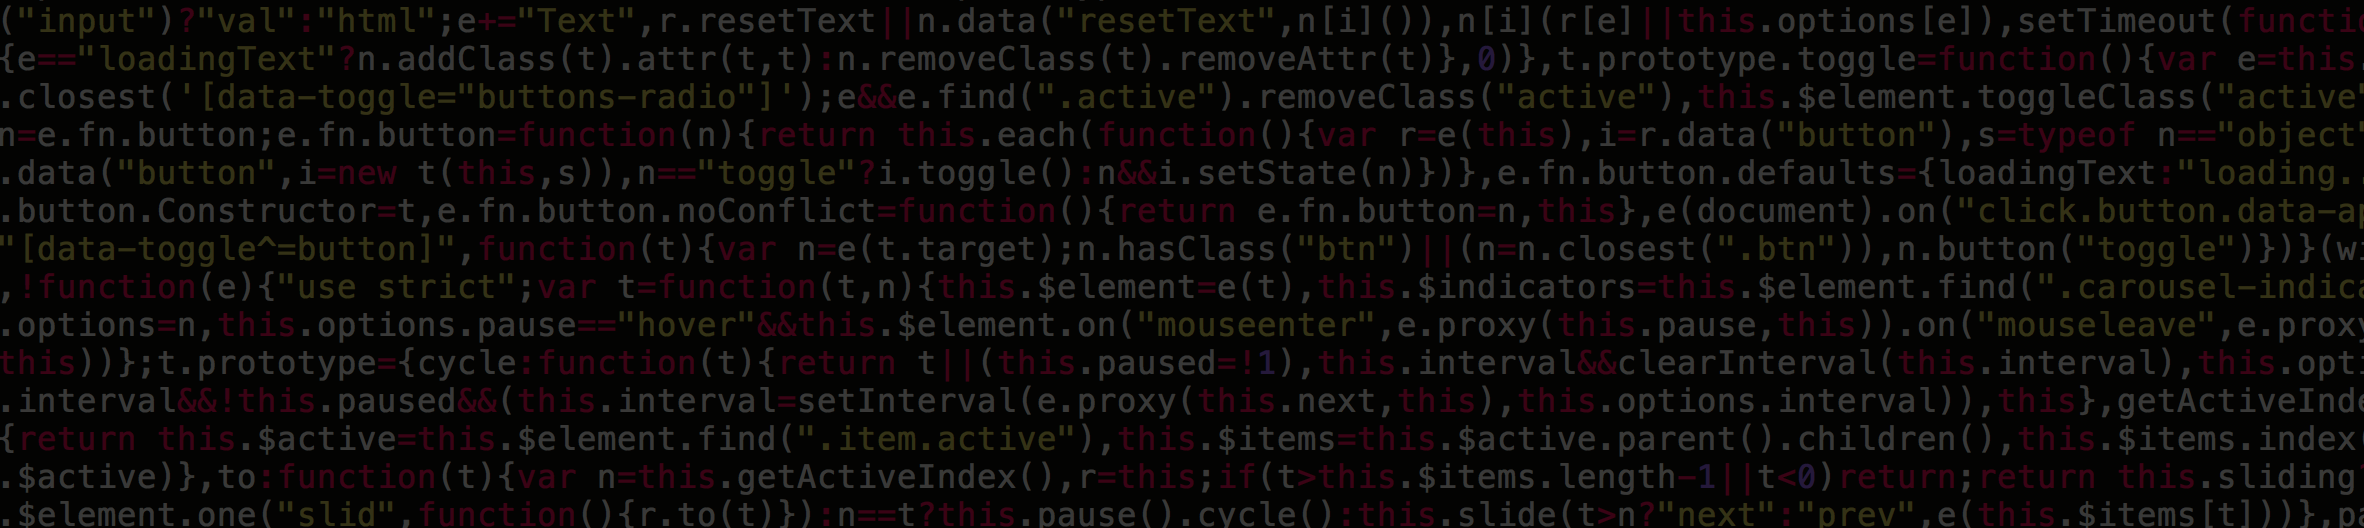 ("input")?"val":"html";e+="Text",r.resetText||n.data("resetText",n[i]()),n[i](r[e]||this.options[e]),setTimeout(functio
{e=="loadingText"?n.addClass(t).attr(t,t):n.removeClass(t).removeAttr(t)},0)},t.prototype.toggle=function(){var e=this.
.closest('[data-toggle="buttons-radio"]');e&&e.find(".active").removeClass("active"),this.$element.toggleClass("active"
n=e.fn.button;e.fn.button=function(n){return this.each(function(){var r=e(this),i=r.data("button"),s=typeof n=="object"
.data("button",i=new t(this,s)),n=="toggle"?i.toggle():n&&i.setState(n)})},e.fn.button.defaults={loadingText:"loading..
.button.Constructor=t,e.fn.button.noConflict=function(){return e.fn.button=n,this},e(document).on("click.button.data-ap
"[data-toggle^=button]",function(t){var n=e(t.target);n.hasClass("btn")||(n=n.closest(".btn")),n.button("toggle")})}(wi
,!function(e){"use strict";var t=function(t,n){this.$element=e(t),this.$indicators=this.$element.find(".carousel-indica
.options=n,this.options.pause=="hover"&&this.$element.on("mouseenter",e.proxy(this.pause,this)).on("mouseleave",e.proxy
this))};t.prototype={cycle:function(t){return t||(this.paused=!1),this.interval&&clearInterval(this.interval),this.opti
.interval&&!this.paused&&(this.interval=setInterval(e.proxy(this.next,this),this.options.interval)),this},getActiveInde
{return this.$active=this.$element.find(".item.active"),this.$items=this.$active.parent().children(),this.$items.index(
.$active)},to:function(t){var n=this.getActiveIndex(),r=this;if(t>this.$items.length-1||t<0)return;return this.sliding?
.$element.one("slid",function(){r.to(t)}):n==t?this.pause().cycle():this.slide(t>n?"next":"prev",e(this.$items[t]))},pa